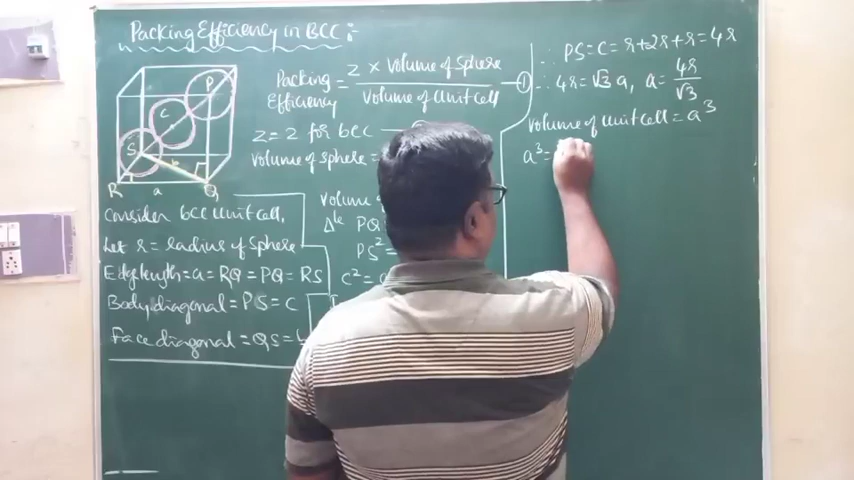 Packing Efficiency in BCC :-
P
C
S
b
R
a
Q
Consider bcc Unit Cell,
Let r = radius of Sphere
Edge length = a = RQ = PQ = RS
Body diagonal = PS = C
Face diagonal = QS =
Packing Efficiency = Z × Volume of Sphere / Volume of Unit Cell — ①
Z = 2 for bcc
Volume of sphere =
Volume
Δle PQ
PS² =
C² =
∴ PS = C = r + 2r + r = 4r
∴ 4r = √3 a, a = 4r / √3
Volume of Unit Cell = a³
a³ =